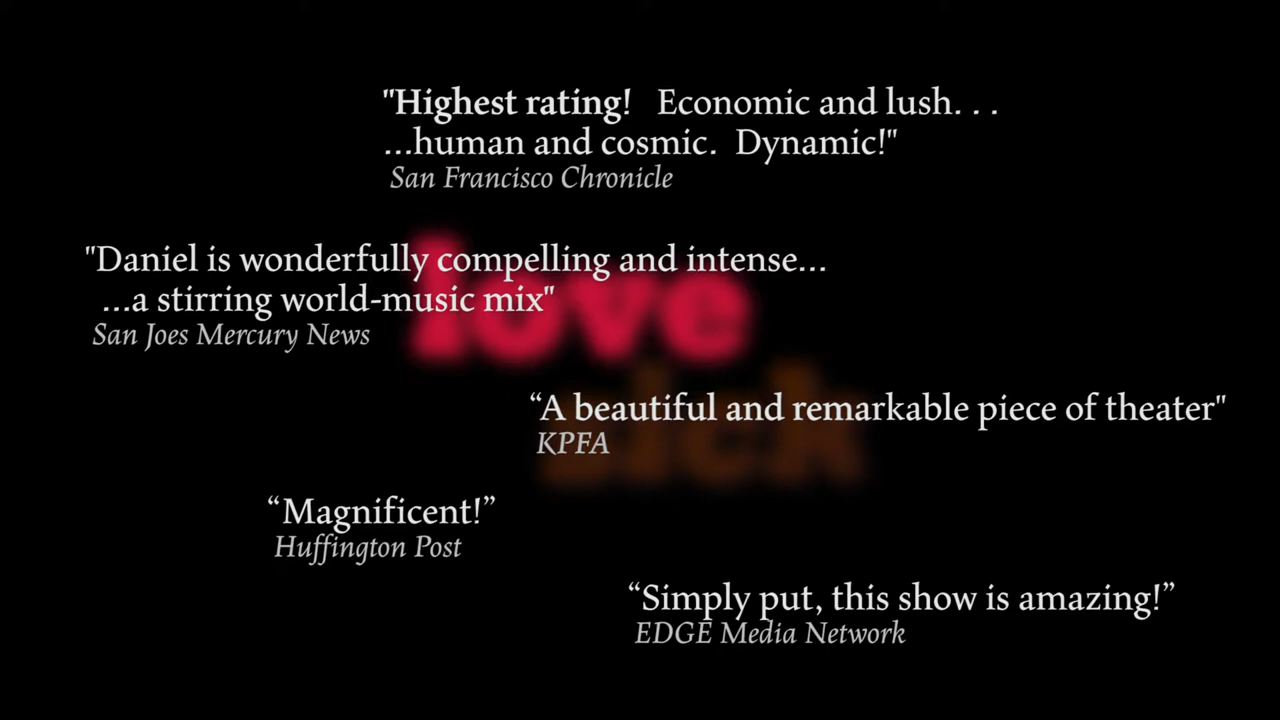 "Highest rating!   Economic and lush. . .
...human and cosmic.  Dynamic!"
San Francisco Chronicle
"Daniel is wonderfully compelling and intense...
...a stirring world-music mix"
San Joes Mercury News
love
“A beautiful and remarkable piece of theater"
KPFA
sick
“Magnificent!”
Huffington Post
“Simply put, this show is amazing!”
EDGE Media Network